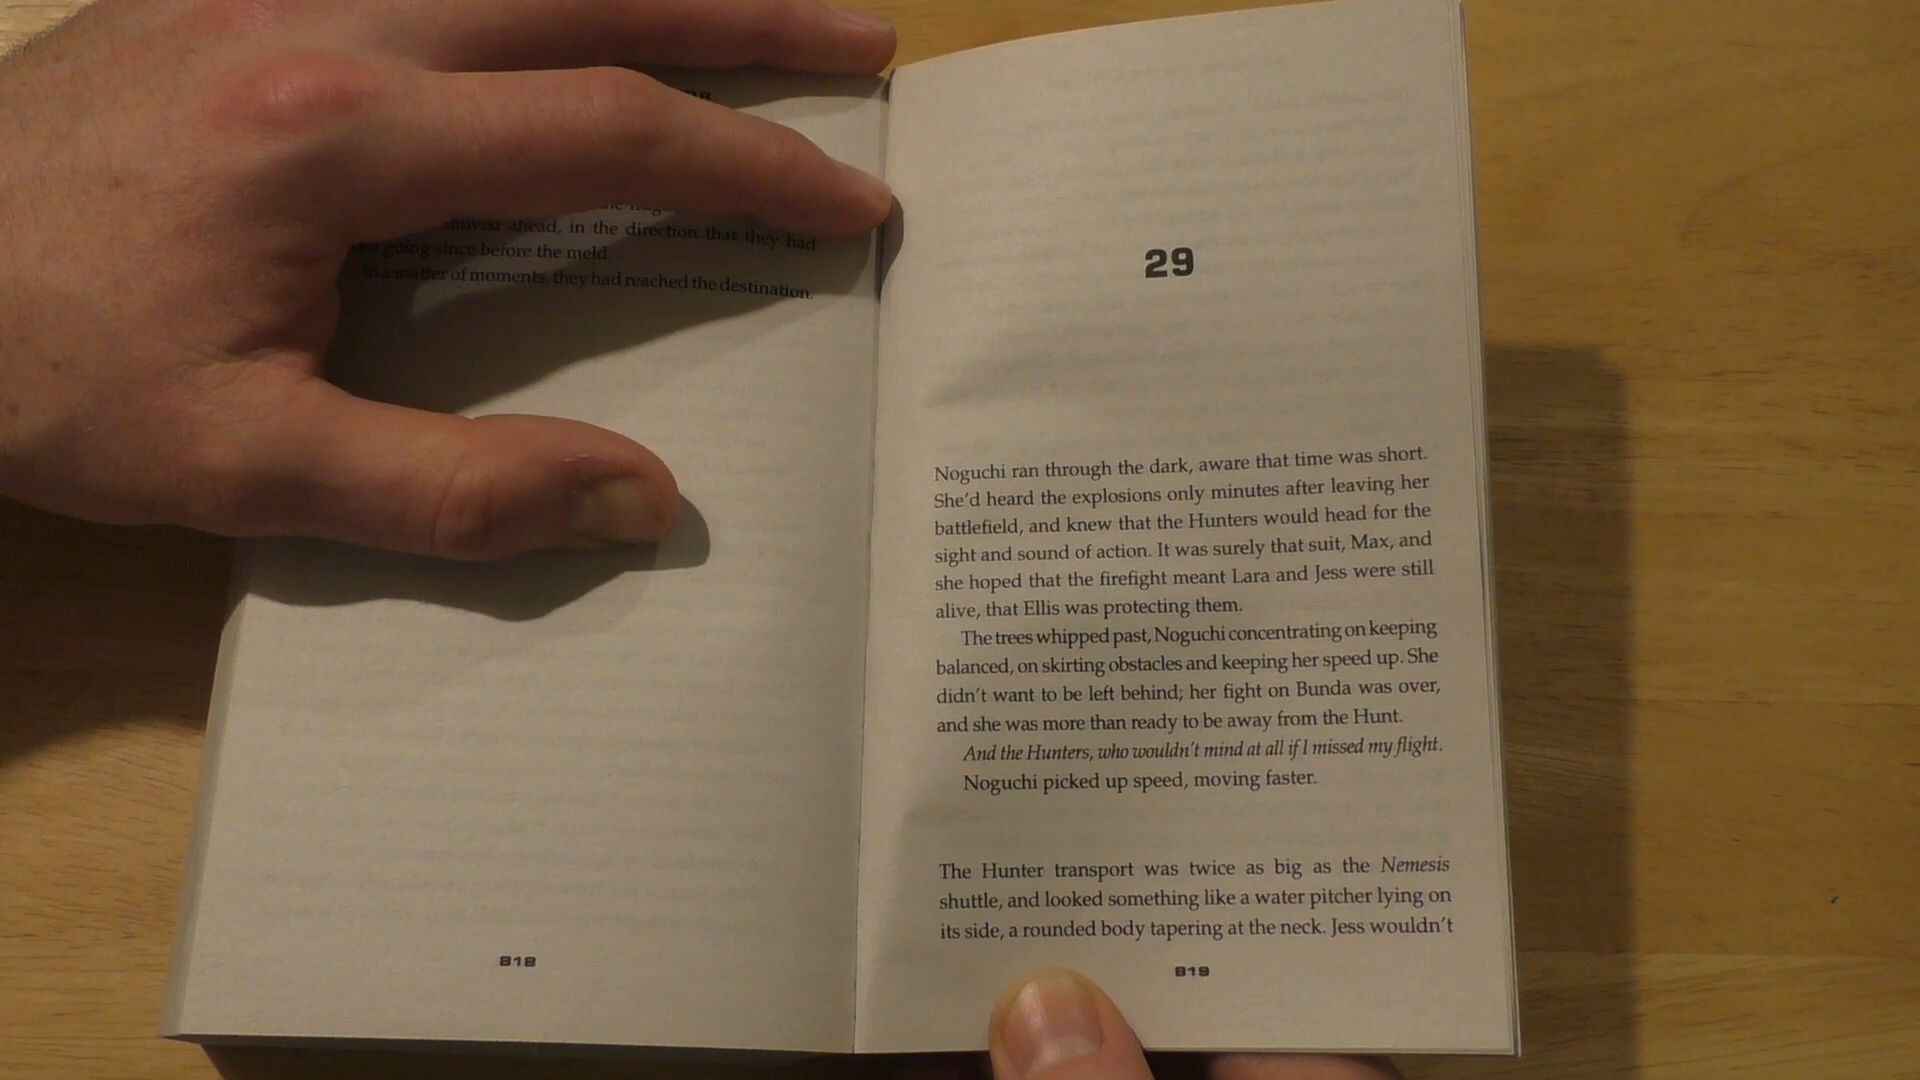 moved ahead, in the direction that they had
going since before the meld.
In a matter of moments, they had reached the destination.
818
29
Noguchi ran through the dark, aware that time was short.
She'd heard the explosions only minutes after leaving her
battlefield, and knew that the Hunters would head for the
sight and sound of action. It was surely that suit, Max, and
she hoped that the firefight meant Lara and Jess were still
alive, that Ellis was protecting them.
The trees whipped past, Noguchi concentrating on keeping
balanced, on skirting obstacles and keeping her speed up. She
didn't want to be left behind; her fight on Bunda was over,
and she was more than ready to be away from the Hunt.
And the Hunters, who wouldn't mind at all if I missed my flight.
Noguchi picked up speed, moving faster.
The Hunter transport was twice as big as the Nemesis
shuttle, and looked something like a water pitcher lying on
its side, a rounded body tapering at the neck. Jess wouldn't
819